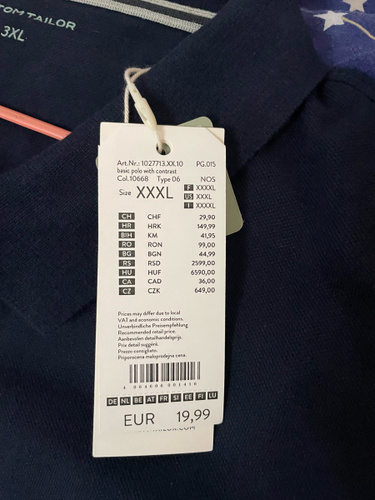 TOM TAILOR
3XL
Art.Nr.: 1027713.XX.10 PG.015
basic polo with contrast
Col.10668 Type 06 NOS
Size XXXL F XXXXL
US XXXL
I XXXXL
CH CHF 29,90
HR HRK 149,99
BIH KM 41,95
RO RON 99,00
BG BGN 44,99
RS RSD 2599,00
HU HUF 6590,00
CA CAD 36,00
CZ CZK 649,00
Prices may differ due to local
VAT and economic conditions.
Unverbindliche Preisempfehlung
Recommended retail price.
Aanbevolen detailhandelsprijs.
Prix detail suggéré.
Prezzo consigliato.
Priporocena maloprodajna cena.
DE NL BE AT FR SI EE FI LU
EUR 19,99